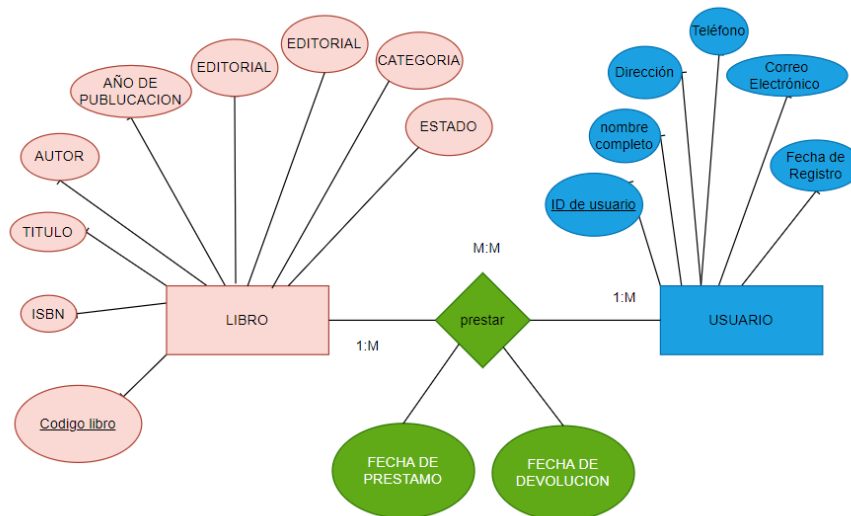 Teléfono
EDITORIAL
EDITORIAL
CATEGORIA
Correo
Electrónico
Dirección
AÑO DE
PUBLUCACION
ESTADO
nombre
completo
AUTOR
Fecha de
Registro
ID de usuario
TITULO
M:M
ISBN
LIBRO
prestar
1:M
USUARIO
1:M
Codigo libro
FECHA DE
PRESTAMO
FECHA DE
DEVOLUCION